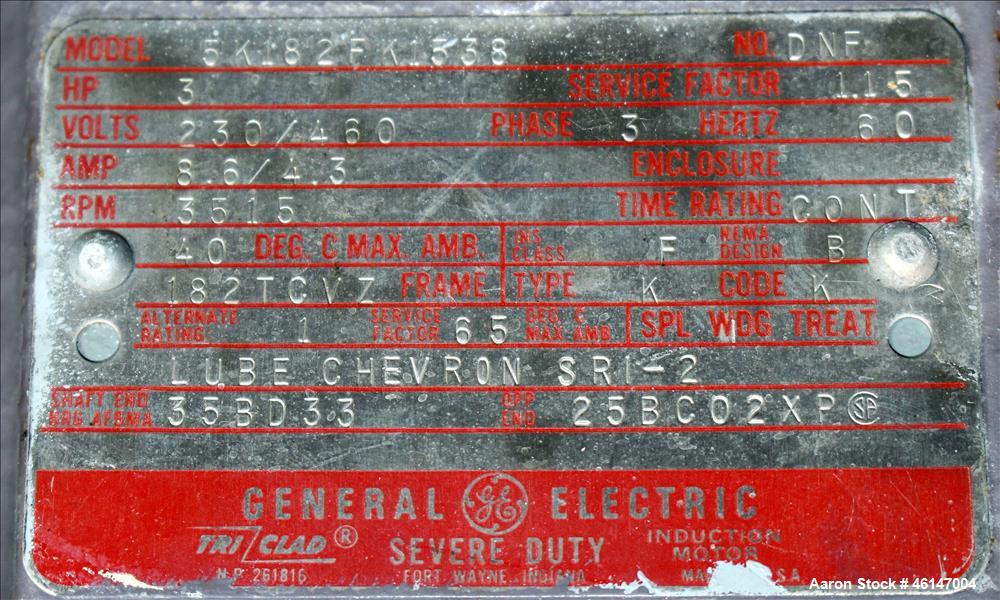 MODEL 5K182FK1538 NO. DNF
HP 3 SERVICE FACTOR 1.15
VOLTS 230/460 PHASE 3 HERTZ 60
AMP 8.6/4.3 ENCLOSURE
RPM 3515 TIME RATING CONT
40 DEG. C MAX. AMB. INS CLASS F NEMA DESIGN B
182TCVZ FRAME TYPE K CODE K
ALTERNATE RATING 1 SERVICE FACTOR 65 DEG C MAX AMB. SPL WDG TREAT
LUBE CHEVRON SRI-2
SHAFT END BRG AFBMA 35BD33 OPP END 25BC02XP SA
GENERAL GE ELECTRIC
TRI CLAD ® SEVERE DUTY INDUCTION MOTOR
N.P. 261816 FORT WAYNE, INDIANA
Aaron Stock # 46147004